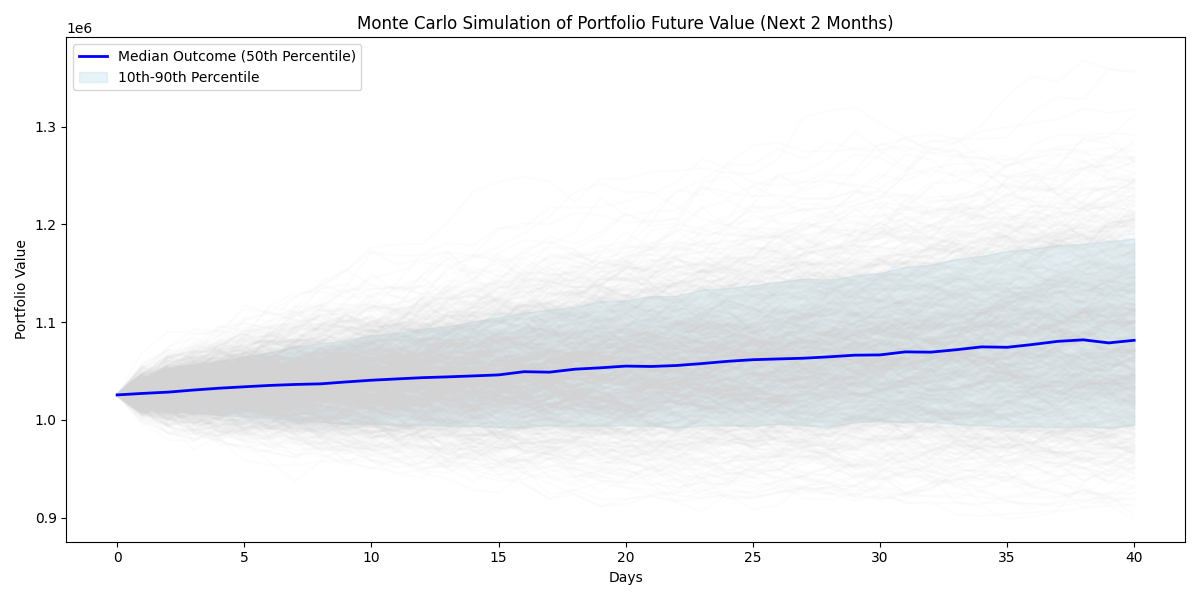 Monte Carlo Simulation of Portfolio Future Value (Next 2 Months)
1e6
Median Outcome (50th Percentile)
10th-90th Percentile
Portfolio Value
1.3
1.2
1.1
1.0
0.9
0 5 10 15 20 25 30 35 40
Days